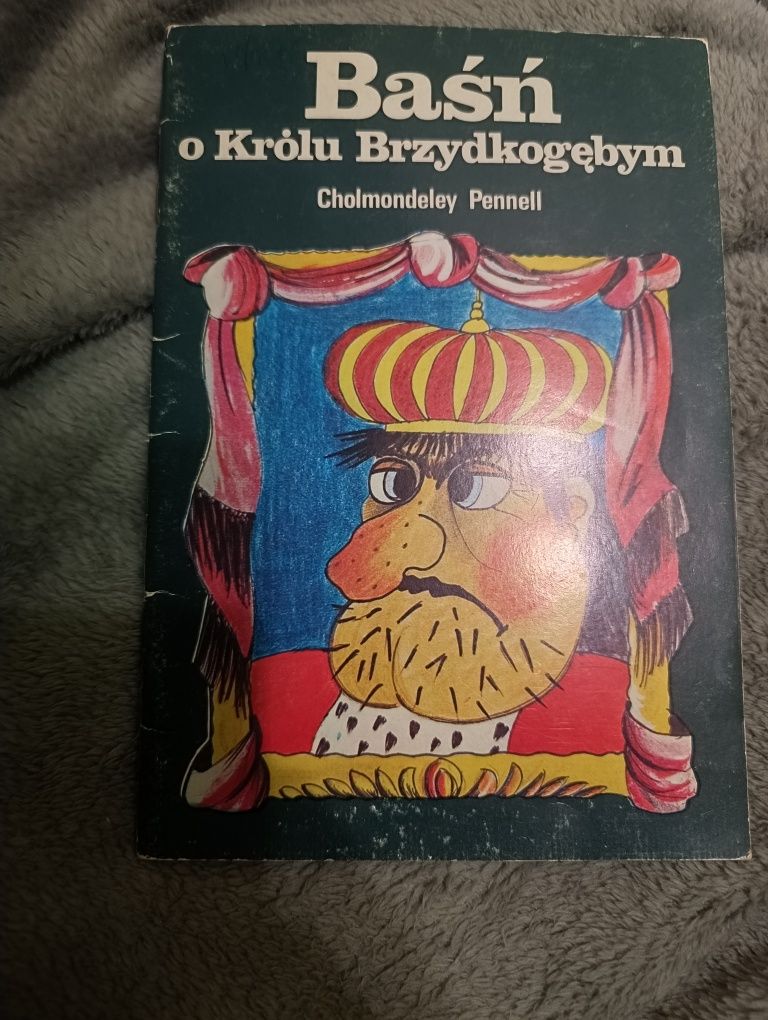 Baśń
o Królu Brzydkogębym
Cholmondeley Pennell